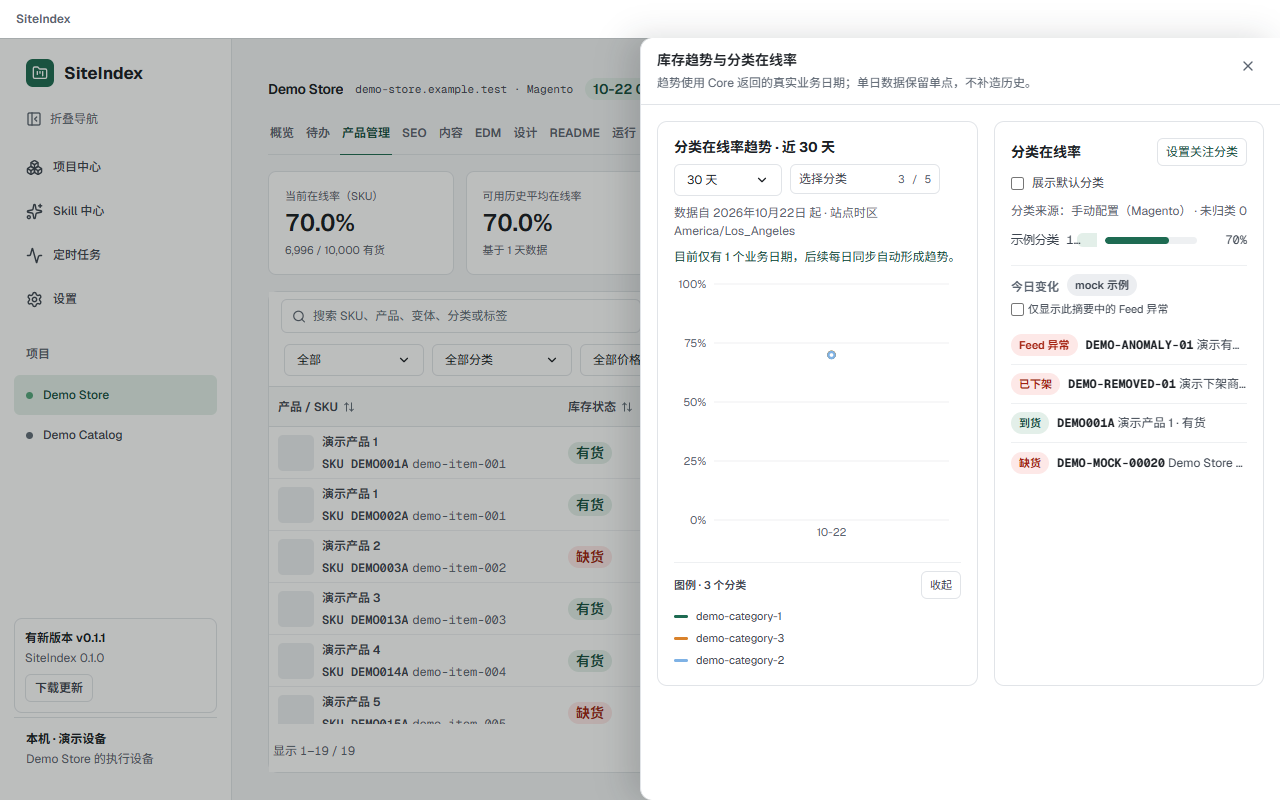 SiteIndex
SiteIndex
折叠导航
项目中心
Skill 中心
定时任务
设置
项目
Demo Store
Demo Catalog
有新版本 v0.1.1
SiteIndex 0.1.0
下载更新
本机 · 演示设备
Demo Store 的执行设备
Demo Store demo-store.example.test · Magento 10-22
概览 待办 产品管理 SEO 内容 EDM 设计 README 运行
当前在线率（SKU）
70.0%
6,996 / 10,000 有货
可用历史平均在线率
70.0%
基于 1 天数据
搜索 SKU、产品、变体、分类或标签
全部 全部分类 全部价格
产品 / SKU 库存状态
演示产品 1
SKU DEMO001A demo-item-001
有货
演示产品 1
SKU DEMO002A demo-item-001
有货
演示产品 2
SKU DEMO003A demo-item-002
缺货
演示产品 3
SKU DEMO013A demo-item-003
有货
演示产品 4
SKU DEMO014A demo-item-004
有货
演示产品 5
SKU DEMO015A demo-item-005
缺货
显示 1–19 / 19
库存趋势与分类在线率
趋势使用 Core 返回的真实业务日期；单日数据保留单点，不补造历史。
分类在线率趋势 · 近 30 天
30 天
选择分类 3 / 5
数据自 2026年10月22日 起 · 站点时区
America/Los_Angeles
目前仅有 1 个业务日期，后续每日同步自动形成趋势。
100%
75%
50%
25%
0%
10-22
图例 · 3 个分类
收起
demo-category-1
demo-category-3
demo-category-2
分类在线率
设置关注分类
展示默认分类
分类来源：手动配置（Magento） · 未归类 0
示例分类 1… 70%
今日变化 mock 示例
仅显示此摘要中的 Feed 异常
Feed 异常 DEMO-ANOMALY-01 演示有…
已下架 DEMO-REMOVED-01 演示下架商…
到货 DEMO001A 演示产品 1 · 有货
缺货 DEMO-MOCK-00020 Demo Store …